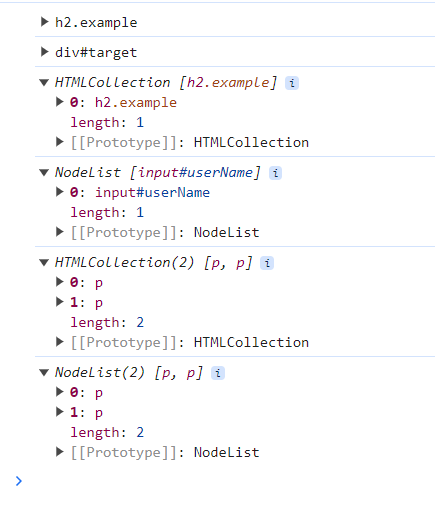 h2.example
div#target
HTMLCollection [h2.example] i
0: h2.example
length: 1
[[Prototype]]: HTMLCollection
NodeList [input#userName] i
0: input#userName
length: 1
[[Prototype]]: NodeList
HTMLCollection(2) [p, p] i
0: p
1: p
length: 2
[[Prototype]]: HTMLCollection
NodeList(2) [p, p] i
0: p
1: p
length: 2
[[Prototype]]: NodeList